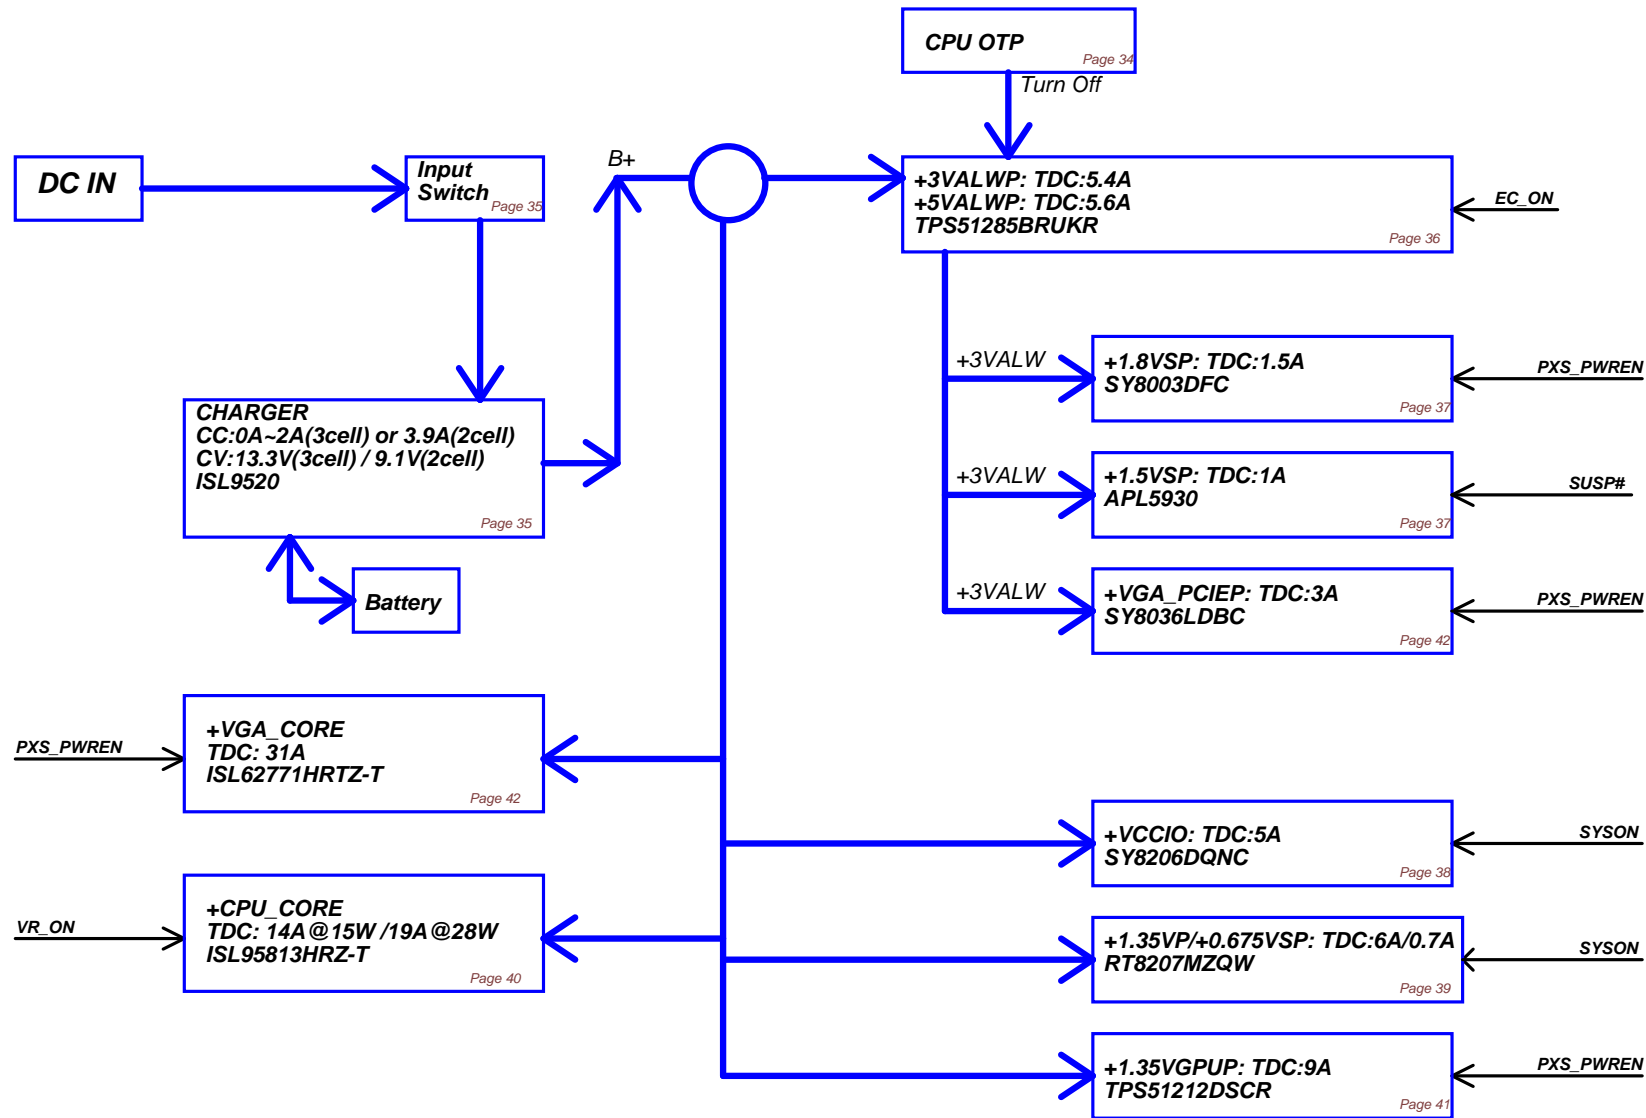 CPU OTP
Page 34
Turn Off
DC IN
Input
Switch
Page 35
B+
+3VALWP: TDC:5.4A
+5VALWP: TDC:5.6A
TPS51285BRUKR
Page 36
EC_ON
+3VALW
+1.8VSP: TDC:1.5A
SY8003DFC
Page 37
PXS_PWREN
CHARGER
CC:0A~2A(3cell) or 3.9A(2cell)
CV:13.3V(3cell) / 9.1V(2cell)
ISL9520
Page 35
+3VALW
+1.5VSP: TDC:1A
APL5930
Page 37
SUSP#
Battery
+3VALW
+VGA_PCIEP: TDC:3A
SY8036LDBC
Page 42
PXS_PWREN
PXS_PWREN
+VGA_CORE
TDC: 31A
ISL62771HRTZ-T
Page 42
+VCCIO: TDC:5A
SY8206DQNC
Page 38
SYSON
VR_ON
+CPU_CORE
TDC: 14A@15W /19A@28W
ISL95813HRZ-T
Page 40
+1.35VP/+0.675VSP: TDC:6A/0.7A
RT8207MZQW
Page 39
SYSON
+1.35VGPUP: TDC:9A
TPS51212DSCR
Page 41
PXS_PWREN